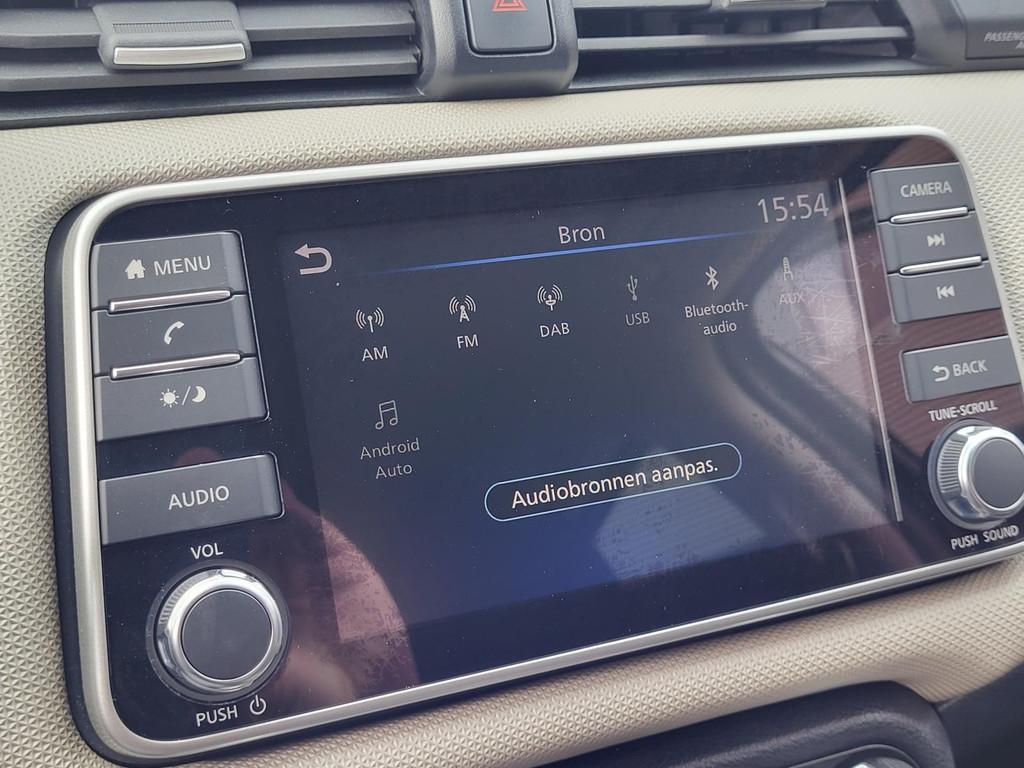 PASSENGER
MENU
AUDIO
VOL
PUSH
15:54
Bron
AM
FM
DAB
USB
Bluetooth-
audio
AUX
Android
Auto
Audiobronnen aanpas.
CAMERA
BACK
TUNE-SCROLL
PUSH SOUND